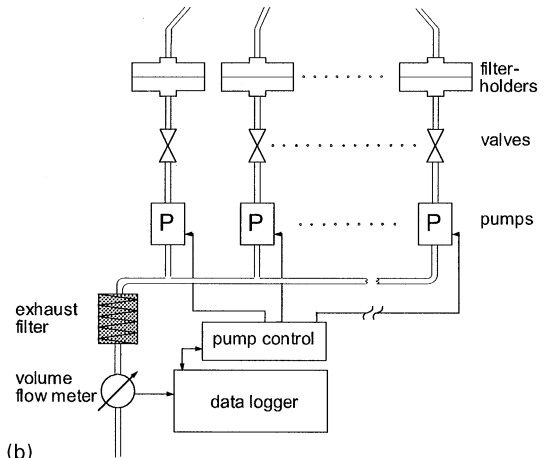 filter-
holders
valves
P P P
pumps
exhaust
filter
pump control
volume
flow meter
data logger
(b)